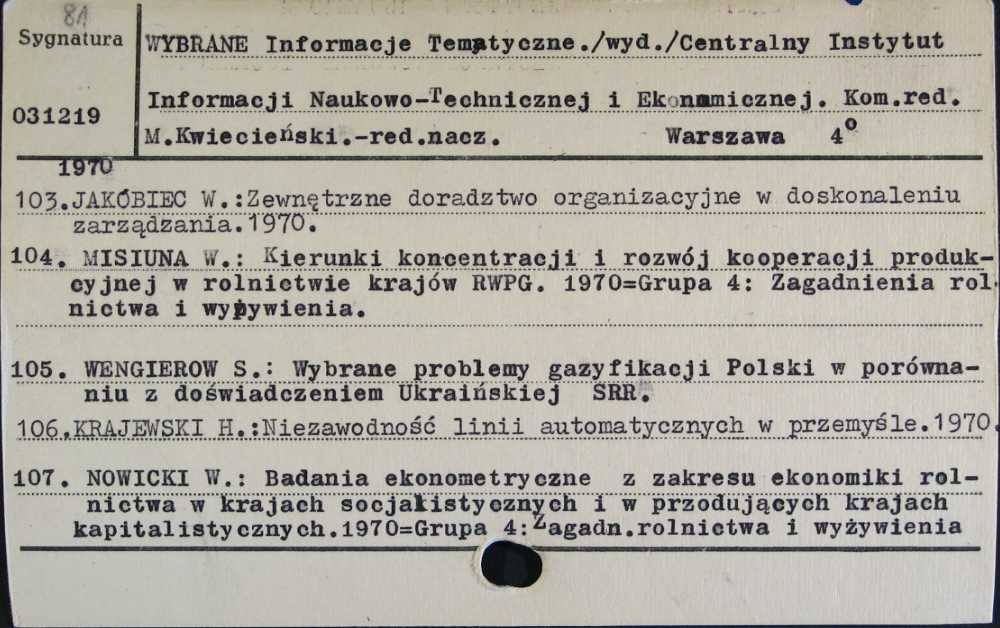 81
Sygnatura
WYBRANE Informacje Tematyczne./wyd./Centralny Instytut
031219
Informacji Naukowo-Technicznej i Ekonomicznej. Kom.red.
M.Kwiecieński.-red.nacz. Warszawa 4°
1970
103.JAKÓBIEC W.:Zewnętrzne doradztwo organizacyjne w doskonaleniu
zarządzania.1970.
104. MISIUNA W.: Kierunki koncentracji i rozwój kooperacji produk-
cyjnej w rolnictwie krajów RWPG. 1970=Grupa 4: Zagadnienia rol-
nictwa i wyżywienia.
105. WENGIEROW S.: Wybrane problemy gazyfikacji Polski w porówna-
niu z doświadczeniem Ukraińskiej SRR.
106.KRAJEWSKI H.:Niezawodność linii automatycznych w przemyśle.1970.
107. NOWICKI W.: Badania ekonometryczne z zakresu ekonomiki rol-
nictwa w krajach socjalistycznych i w przodujących krajach
kapitalistycznych.1970=Grupa 4:Zagadn.rolnictwa i wyżywienia